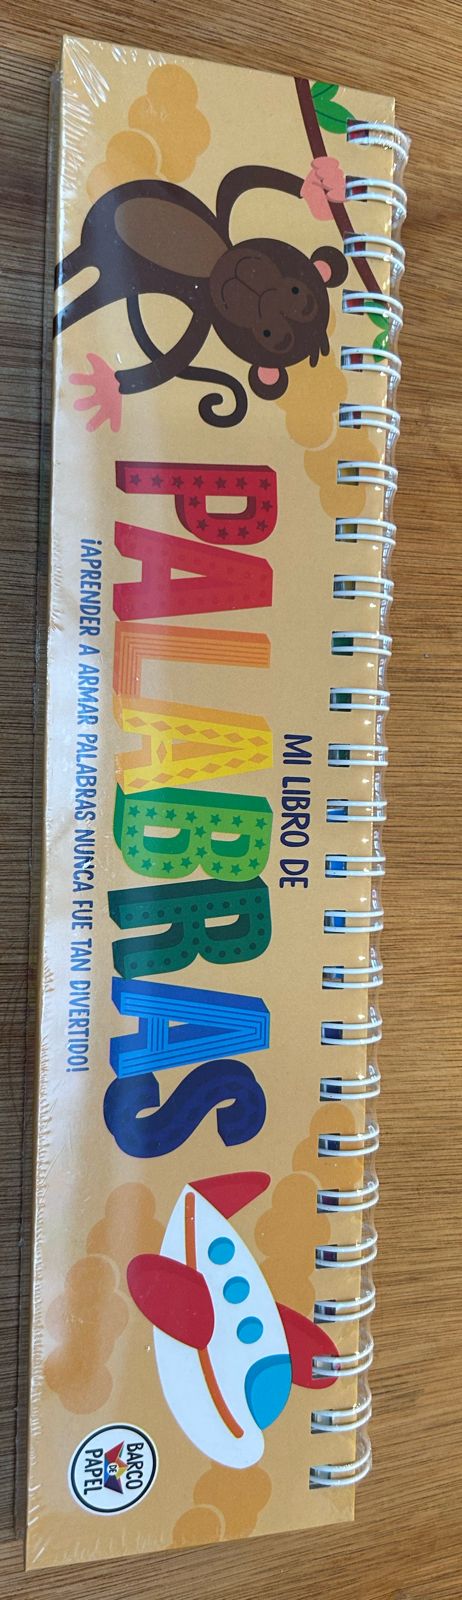 MI LIBRO DE
PALABRAS
¡APRENDER A ARMAR PALABRAS NUNCA FUE TAN DIVERTIDO!
BARCO
DE
PAPEL